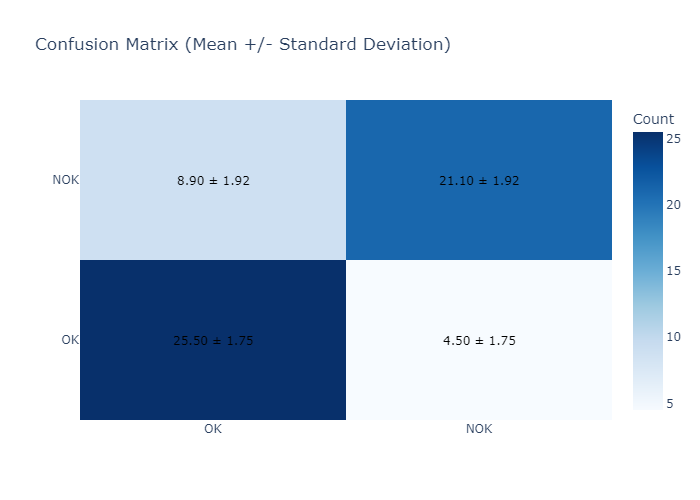 Confusion Matrix (Mean +/- Standard Deviation)
Count
25
NOK
8.90 ± 1.92
21.10 ± 1.92
20
15
OK
25.50 ± 1.75
4.50 ± 1.75
10
5
OK
NOK